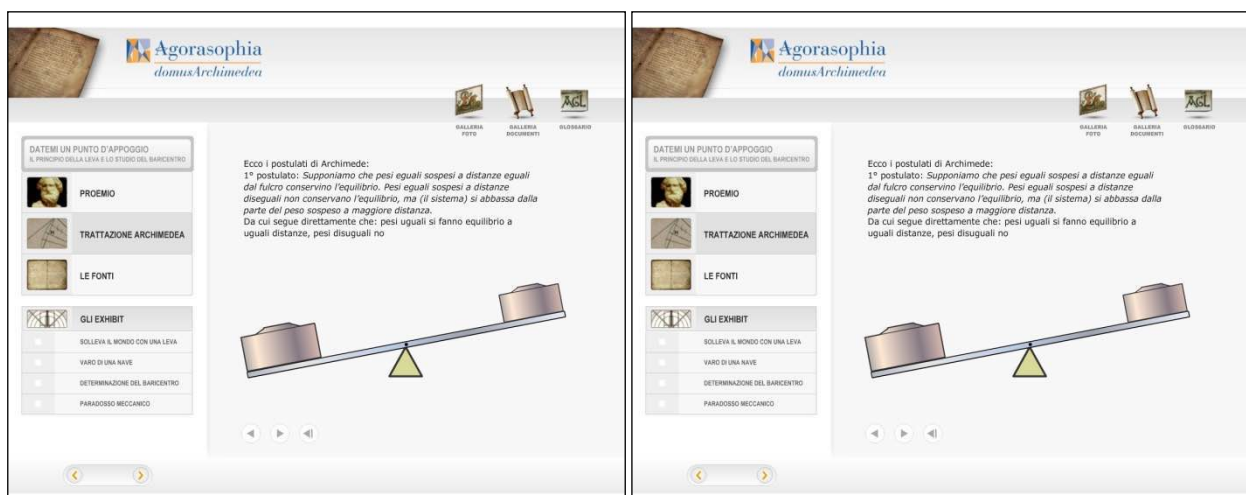 Agorasophia
domusArchimedea
GALLERIA
FOTO
GALLERIA
DOCUMENTI
GLOSSARIO
DATEMI UN PUNTO D'APPOGGIO
IL PRINCIPIO DELLA LEVA E LO STUDIO DEL BARICENTRO
PROEMIO
TRATTAZIONE ARCHIMEDEA
LE FONTI
GLI EXHIBIT
SOLLEVA IL MONDO CON UNA LEVA
VARO DI UNA NAVE
DETERMINAZIONE DEL BARICENTRO
PARADOSSO MECCANICO
Ecco i postulati di Archimede:
1° postulato: Supponiamo che pesi eguali sospesi a distanze eguali
dal fulcro conservino l'equilibrio. Pesi eguali sospesi a distanze
diseguali non conservano l'equilibrio, ma (il sistema) si abbassa dalla
parte del peso sospeso a maggiore distanza.
Da cui segue direttamente che: pesi uguali si fanno equilibrio a
uguali distanze, pesi disuguali no
Agorasophia
domusArchimedea
GALLERIA
FOTO
GALLERIA
DOCUMENTI
GLOSSARIO
DATEMI UN PUNTO D'APPOGGIO
IL PRINCIPIO DELLA LEVA E LO STUDIO DEL BARICENTRO
PROEMIO
TRATTAZIONE ARCHIMEDEA
LE FONTI
GLI EXHIBIT
SOLLEVA IL MONDO CON UNA LEVA
VARO DI UNA NAVE
DETERMINAZIONE DEL BARICENTRO
PARADOSSO MECCANICO
Ecco i postulati di Archimede:
1° postulato: Supponiamo che pesi eguali sospesi a distanze eguali
dal fulcro conservino l'equilibrio. Pesi eguali sospesi a distanze
diseguali non conservano l'equilibrio, ma (il sistema) si abbassa dalla
parte del peso sospeso a maggiore distanza.
Da cui segue direttamente che: pesi uguali si fanno equilibrio a
uguali distanze, pesi disuguali no